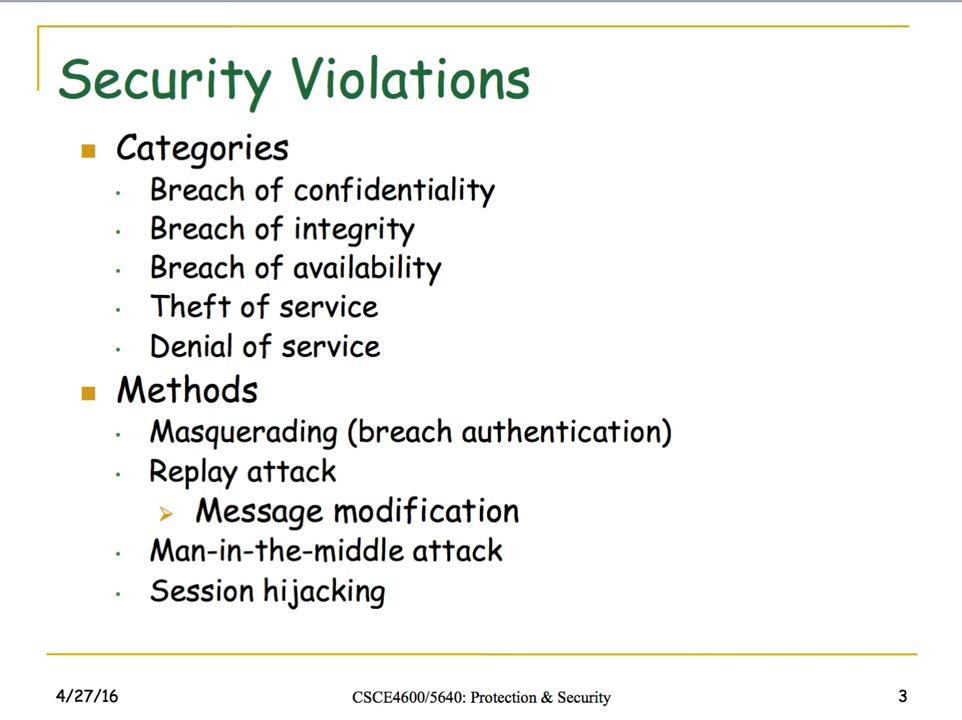 Security Violations
Categories
Breach of confidentiality
Breach of integrity
Breach of availability
Theft of service
Denial of service
Methods
Masquerading (breach authentication)
Replay attack
Message modification
Man-in-the-middle attack
Session hijacking
4/27/16 CSCE4600/5640: Protection & Security 3